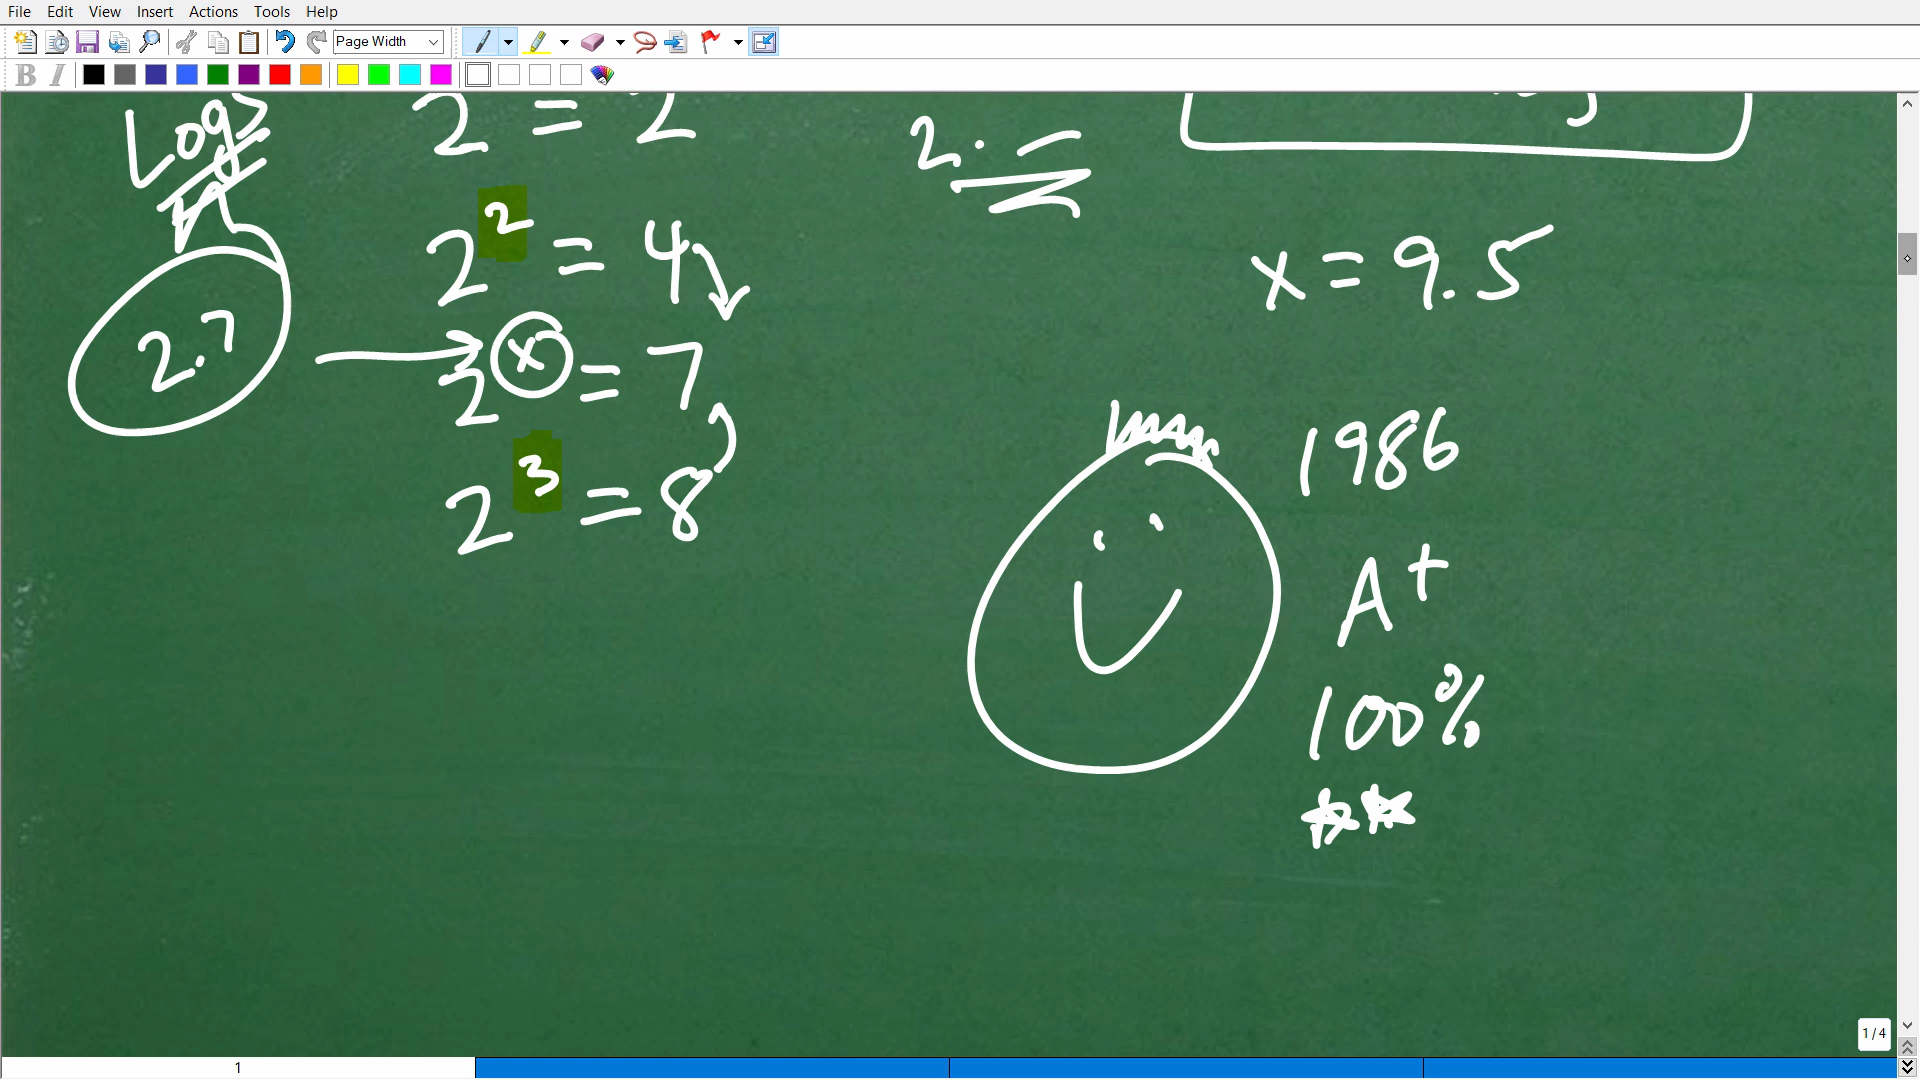 File Edit View Insert Actions Tools Help
Page Width
B I
Logs
2 = 2
2.
2² = 4
x = 9.5
2.7
2ˣ = 7
2³ = 8
1986
A+
100%
1 / 4
1